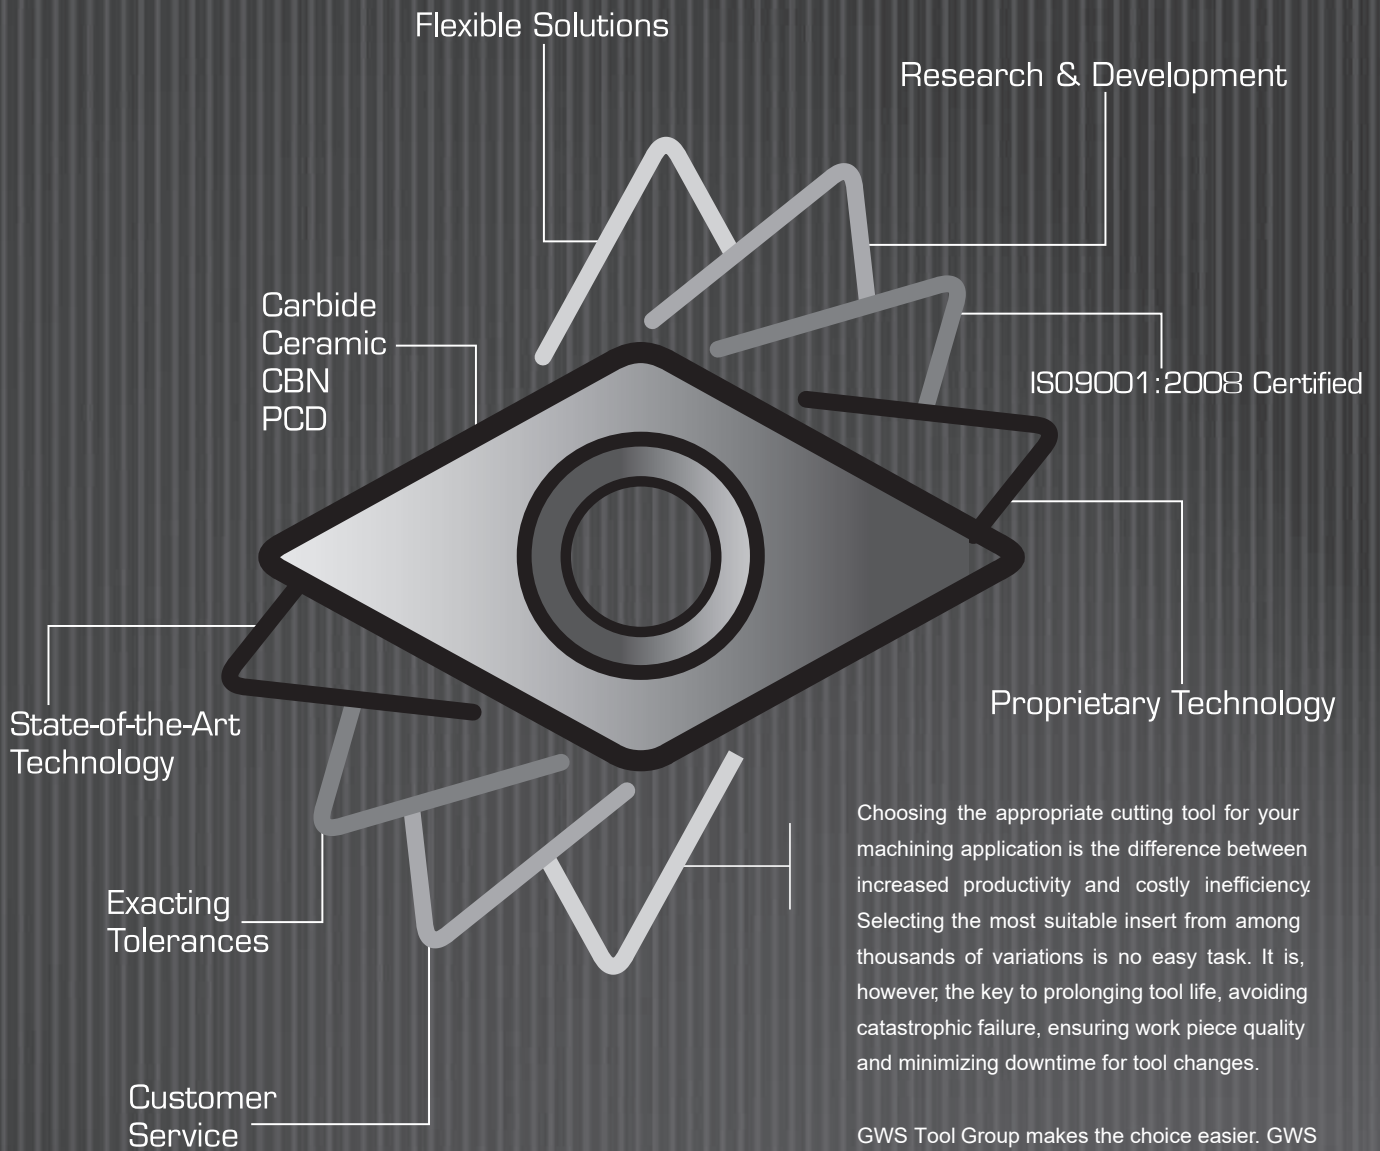 Flexible Solutions
Research & Development
Carbide
Ceramic
CBN
PCD
ISO9001:2008 Certified
State-of-the-Art
Technology
Proprietary Technology
Exacting
Tolerances
Customer
Service
Choosing the appropriate cutting tool for your
machining application is the difference between
increased productivity and costly inefficiency.
Selecting the most suitable insert from among
thousands of variations is no easy task. It is,
however, the key to prolonging tool life, avoiding
catastrophic failure, ensuring work piece quality
and minimizing downtime for tool changes.
GWS Tool Group makes the choice easier. GWS